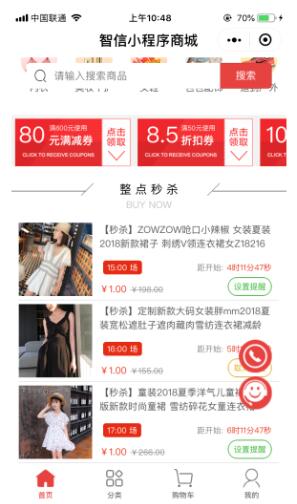 中国联通
上午10:48
70%
智信小程序商城
请输入搜索商品
搜索
80
满600元使用
元满减券
CLICK TO RECEIVE COUPONS
点击
领取
8.5
满100元使用
折扣券
CLICK TO RECEIVE COUPONS
点击
领取
10
CLICK
整点秒杀
BUY NOW
【秒杀】ZOWZOW呛口小辣椒 女装夏装
2018新款裙子 刺绣V领连衣裙女Z18216
15:00 场
距开始: 4时11分47秒
¥1.00
¥198.00
设置提醒
【秒杀】定制新款大码女装胖mm2018夏
装宽松遮肚子遮肉藏肉雪纺连衣裙减龄
16:00 场
距开始: 5时
¥1.00
【秒杀】童装2018夏季洋气儿童
版新款时尚童裙 雪纺碎花女童连衣裙
17:00 场
距开始: 6时11分47秒
¥1.00
¥266.00
设置提醒
首页
分类
购物车
我的